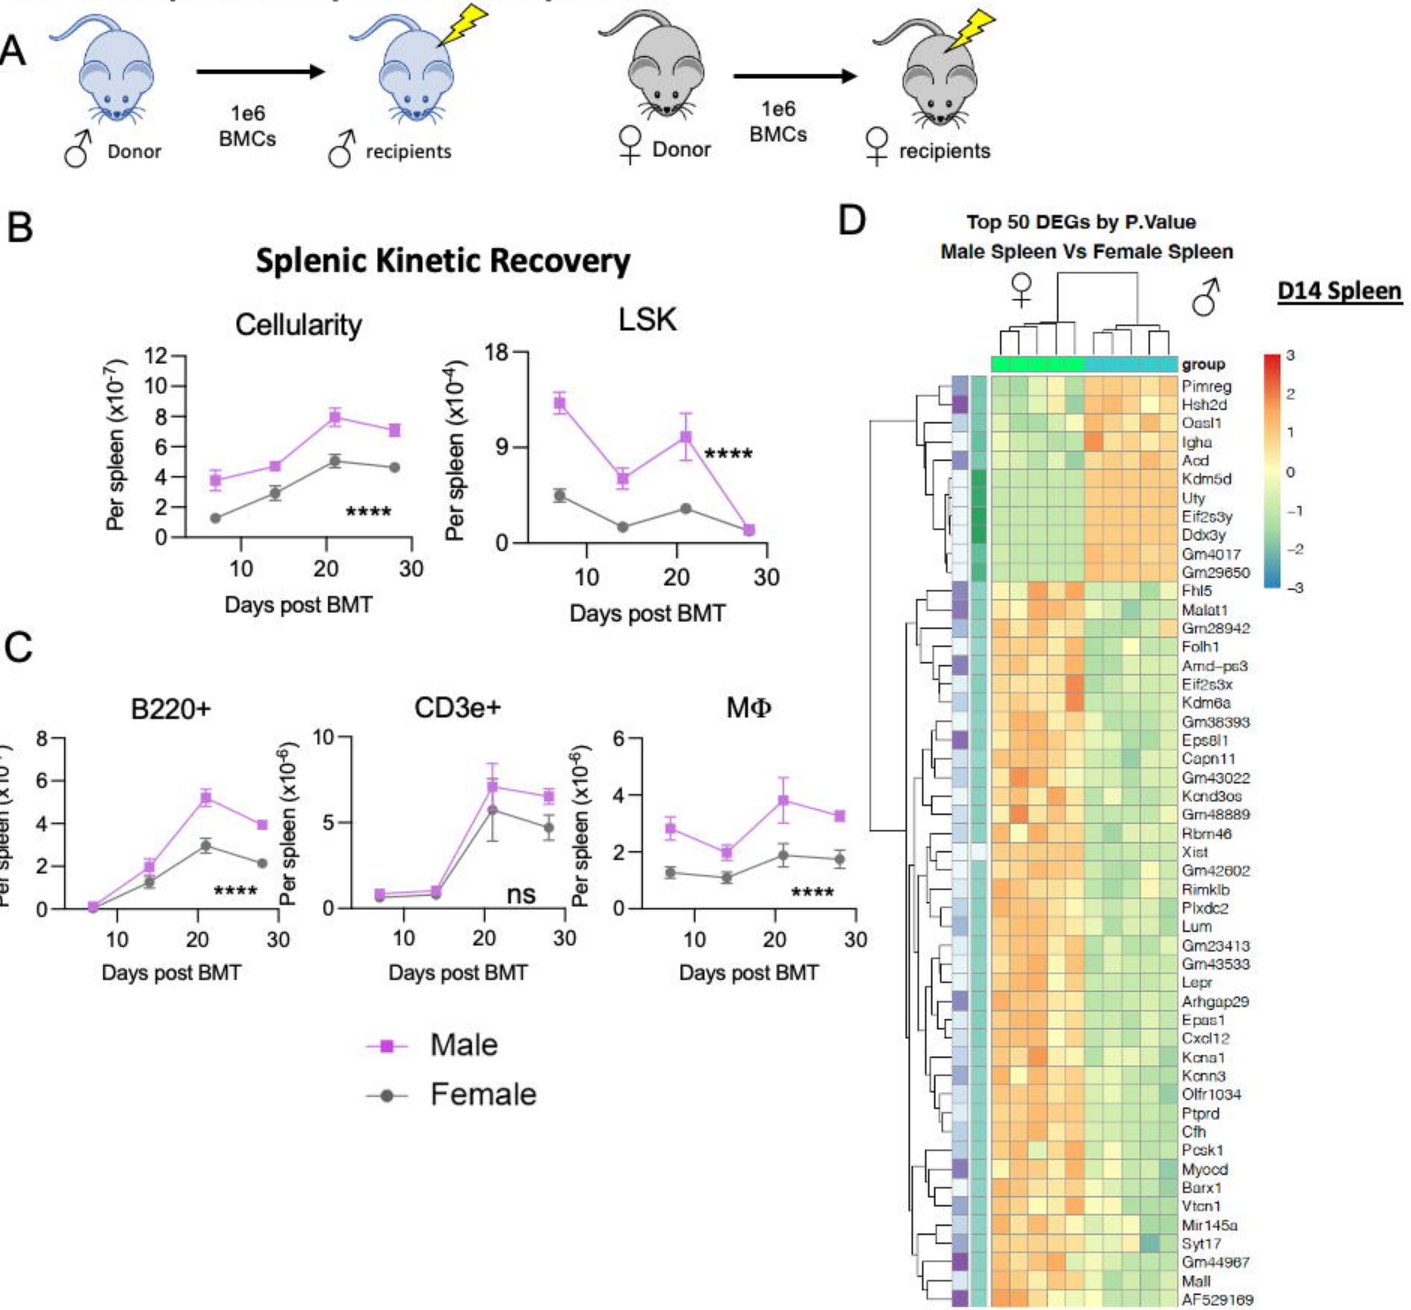 A
1e6
BMCs
♂ Donor
♂ recipients
1e6
BMCs
♀ Donor
♀ recipients
B
Splenic Kinetic Recovery
Cellularity
Per spleen (x10-7)
12
10
8
6
4
2
0
****
10 20 30
Days post BMT
LSK
Per spleen (x10-4)
18
9
0
****
10 20 30
Days post BMT
C
B220+
8
6
4
2
0
****
10 20 30
Days post BMT
CD3e+
Per spleen (x10-6)
10
5
0
ns
10 20 30
Days post BMT
MΦ
Per spleen (x10-6)
6
4
2
0
****
10 20 30
Days post BMT
Male
Female
D
Top 50 DEGs by P.Value
Male Spleen Vs Female Spleen
♀ ♂
D14 Spleen
3
2
1
0
−1
−2
−3
group
Pimreg
Hsh2d
Oasl1
Igha
Acd
Kdm5d
Uty
Eif2s3y
Ddx3y
Gm4017
Gm29650
Fhl5
Malat1
Gm28942
Folh1
Amd−ps3
Eif2s3x
Kdm6a
Gm38393
Eps8l1
Capn11
Gm43022
Kcnd3os
Gm48889
Rbm46
Xist
Gm42602
Rimklb
Plxdc2
Lum
Gm23413
Gm43533
Lepr
Arhgap29
Epas1
Cxcl12
Kcna1
Kcnn3
Olfr1034
Ptprd
Cfh
Pcsk1
Myocd
Barx1
Vtcn1
Mir145a
Syt17
Gm44967
Mall
AF529169